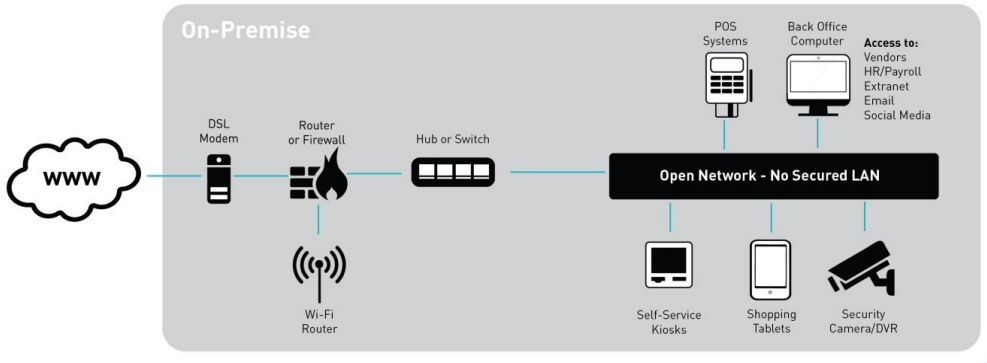 On-Premise
WWW
DSL
Modem
Router
or Firewall
Hub or Switch
POS
Systems
Back Office
Computer
Access to:
Vendors
HR/Payroll
Extranet
Email
Social Media
Open Network - No Secured LAN
Wi-Fi
Router
Self-Service
Kiosks
Shopping
Tablets
Security
Camera/DVR